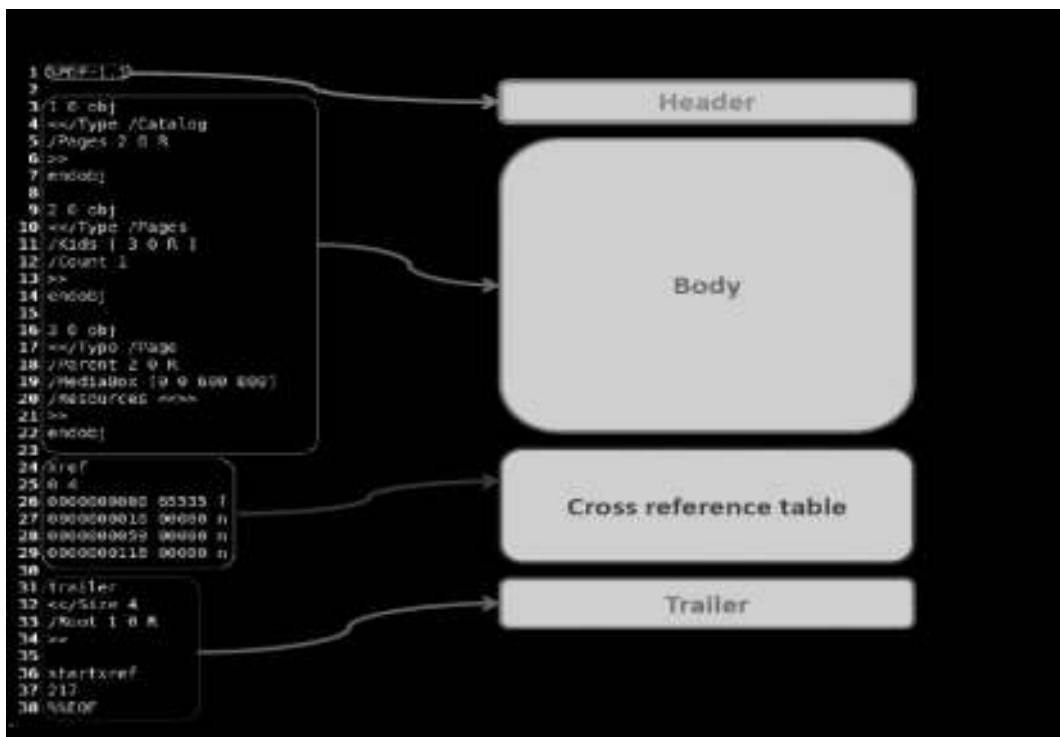 1 %PDF-1.1
2
3 1 0 obj
4 <</Type /Catalog
5 /Pages 2 0 R
6 >>
7 endobj
8
9 2 0 obj
10 <</Type /Pages
11 /Kids [ 3 0 R ]
12 /Count 1
13 >>
14 endobj
15
16 3 0 obj
17 <</Type /Page
18 /Parent 2 0 R
19 /MediaBox [0 0 600 800]
20 /Resources <<>>
21 >>
22 endobj
23
24 xref
25 0 4
26 0000000000 65535 f
27 0000000010 00000 n
28 0000000059 00000 n
29 0000000118 00000 n
30
31 trailer
32 <</Size 4
33 /Root 1 0 R
34 >>
35
36 startxref
37 217
38 %%EOF
Header
Body
Cross reference table
Trailer